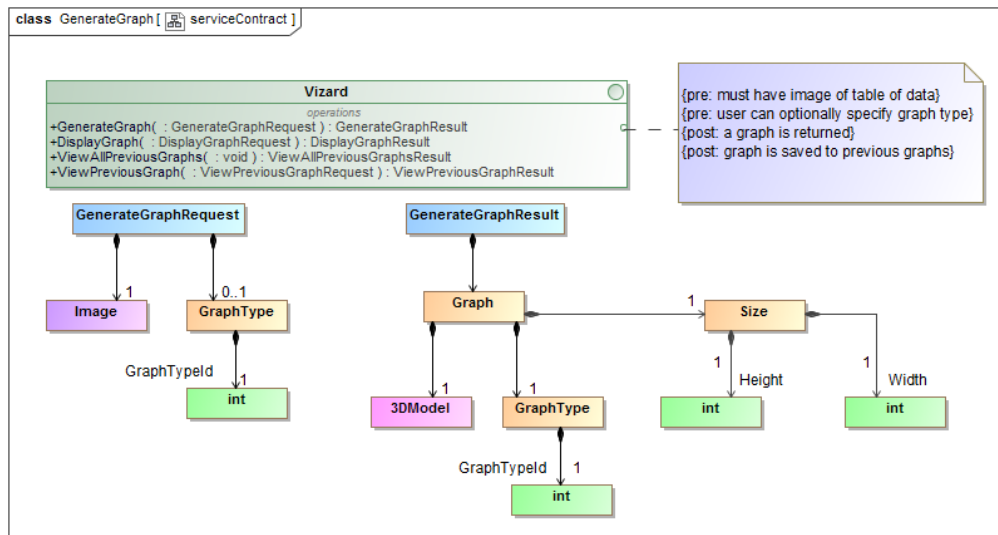 class GenerateGraph [ serviceContract ]
Vizard
operations
+GenerateGraph( : GenerateGraphRequest ) : GenerateGraphResult
+DisplayGraph( : DisplayGraphRequest ) : DisplayGraphResult
+ViewAllPreviousGraphs( : void ) : ViewAllPreviousGraphsResult
+ViewPreviousGraph( : ViewPreviousGraphRequest ) : ViewPreviousGraphResult
{pre: must have image of table of data}
{pre: user can optionally specify graph type}
{post: a graph is returned}
{post: graph is saved to previous graphs}
GenerateGraphRequest
1
0..1
Image
GraphType
GraphTypeId
1
int
GenerateGraphResult
Graph
1
Size
1
1
1
Height
1
Width
3DModel
GraphType
int
int
GraphTypeId
1
int